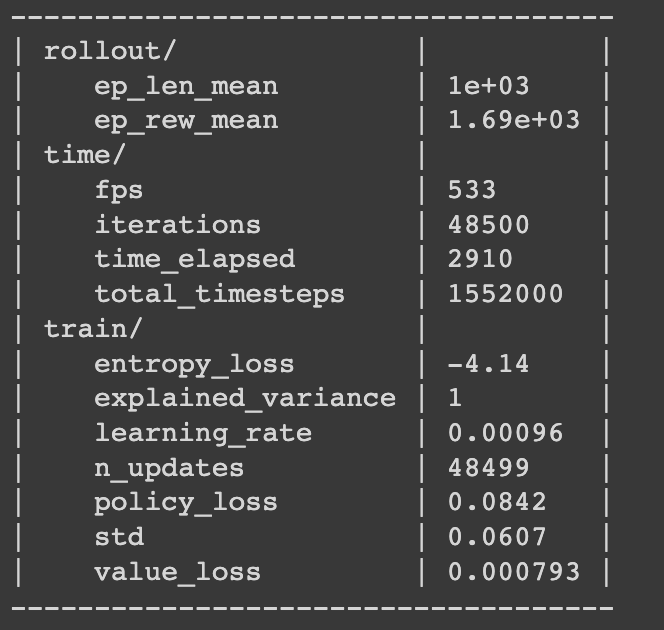 -------------------------------------
| rollout/              |           |
|    ep_len_mean        | 1e+03     |
|    ep_rew_mean        | 1.69e+03  |
| time/                 |           |
|    fps                | 533       |
|    iterations         | 48500     |
|    time_elapsed       | 2910      |
|    total_timesteps    | 1552000   |
| train/                |           |
|    entropy_loss       | -4.14     |
|    explained_variance | 1         |
|    learning_rate      | 0.00096   |
|    n_updates          | 48499     |
|    policy_loss        | 0.0842    |
|    std                | 0.0607    |
|    value_loss         | 0.000793  |
-------------------------------------